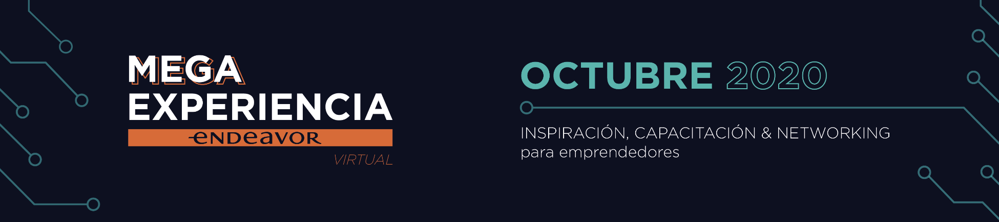 MEGA
EXPERIENCIA
eNDeaVOR
VIRTUAL
OCTUBRE 2020
INSPIRACIÓN, CAPACITACIÓN & NETWORKING
para emprendedores